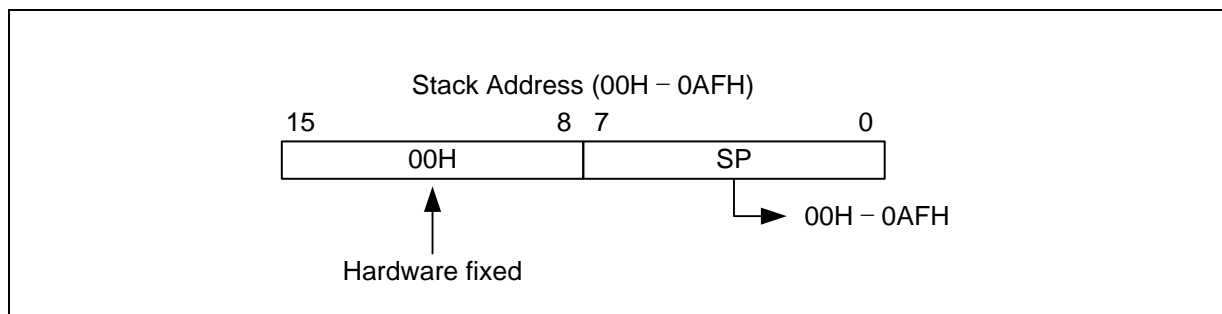 Stack Address (00H – 0AFH)
15 8 7 0
00H SP
00H – 0AFH
Hardware fixed